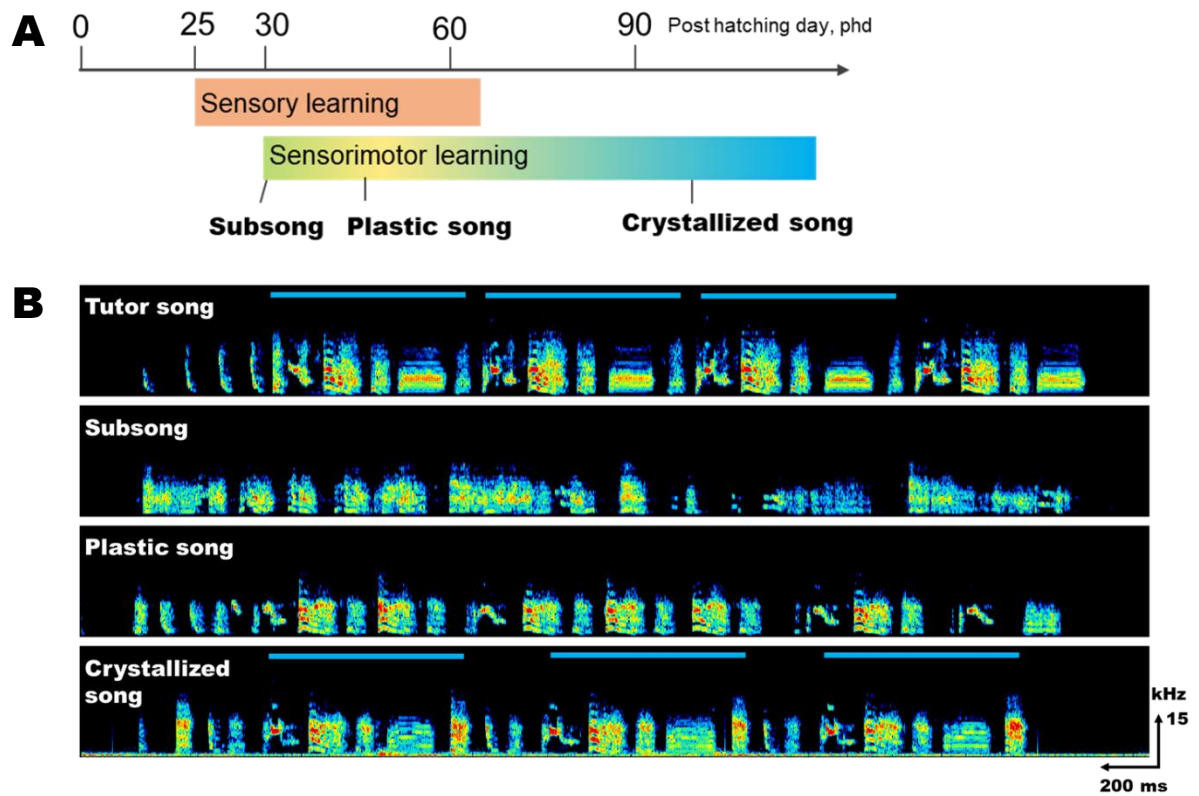 A
0 25 30 60 90 Post hatching day, phd
Sensory learning
Sensorimotor learning
Subsong Plastic song Crystallized song
B
Tutor song
Subsong
Plastic song
Crystallized
song
kHz
15
200 ms